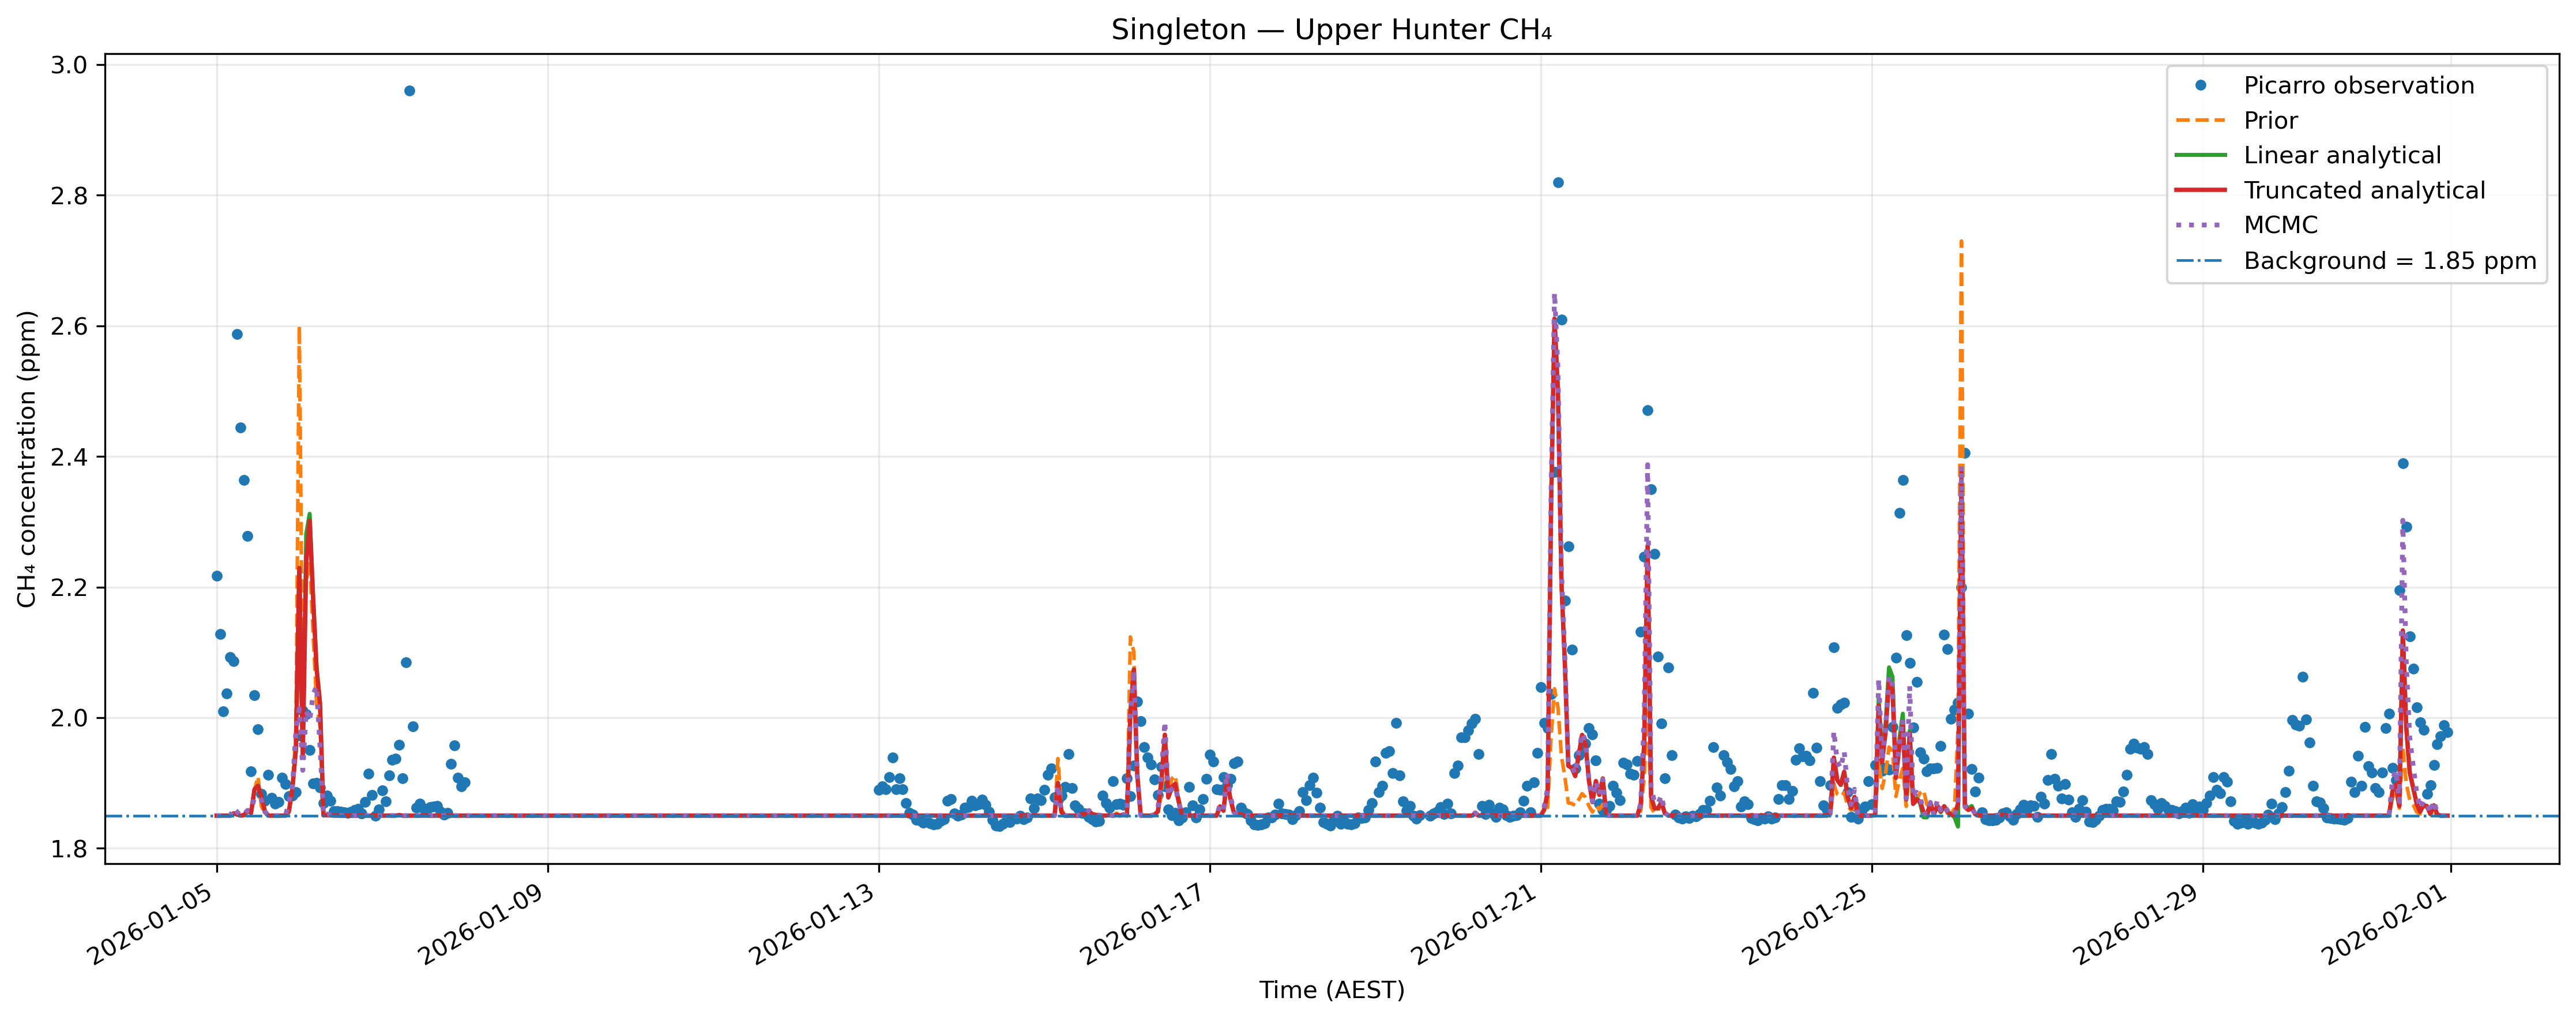 Singleton — Upper Hunter CH₄
3.0
2.8
2.6
2.4
2.2
2.0
1.8
CH₄ concentration (ppm)
Picarro observation
Prior
Linear analytical
Truncated analytical
MCMC
Background = 1.85 ppm
2026-01-05
2026-01-09
2026-01-13
2026-01-17
2026-01-21
2026-01-25
2026-01-29
2026-02-01
Time (AEST)